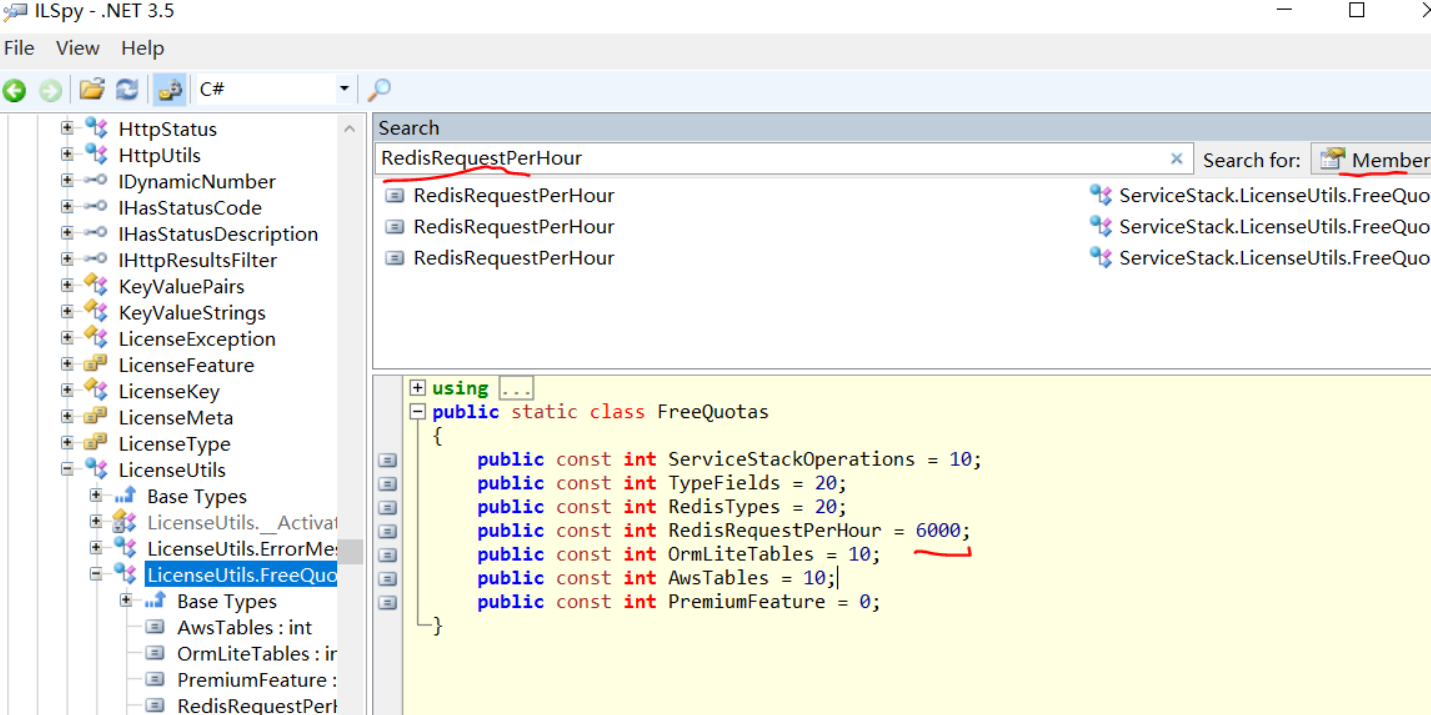 ILSpy - .NET 3.5
File View Help
C#
HttpStatus
HttpUtils
IDynamicNumber
IHasStatusCode
IHasStatusDescription
IHttpResultsFilter
KeyValuePairs
KeyValueStrings
LicenseException
LicenseFeature
LicenseKey
LicenseMeta
LicenseType
LicenseUtils
Base Types
LicenseUtils.__Activat
LicenseUtils.ErrorMes
LicenseUtils.FreeQuo
Base Types
AwsTables : int
OrmLiteTables : in
PremiumFeature :
RedisRequestPerH
Search
RedisRequestPerHour Search for: Member
RedisRequestPerHour ServiceStack.LicenseUtils.FreeQuo
RedisRequestPerHour ServiceStack.LicenseUtils.FreeQuo
RedisRequestPerHour ServiceStack.LicenseUtils.FreeQuo
using ...
public static class FreeQuotas
{
public const int ServiceStackOperations = 10;
public const int TypeFields = 20;
public const int RedisTypes = 20;
public const int RedisRequestPerHour = 6000;
public const int OrmLiteTables = 10;
public const int AwsTables = 10;
public const int PremiumFeature = 0;
}